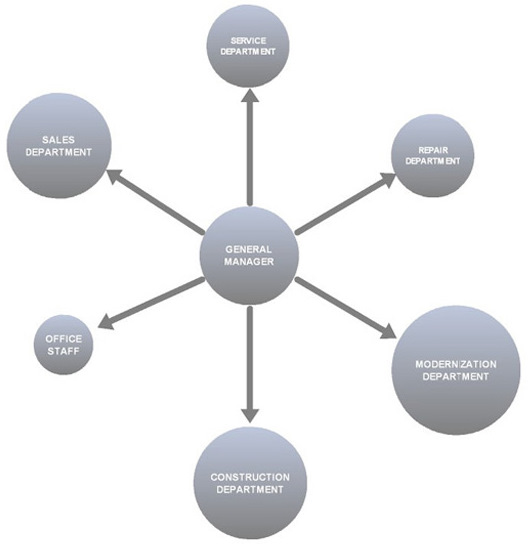 SERVICE
DEPARTMENT
SALES
DEPARTMENT
REPAIR
DEPARTMENT
GENERAL
MANAGER
OFFICE
STAFF
MODERNIZATION
DEPARTMENT
CONSTRUCTION
DEPARTMENT